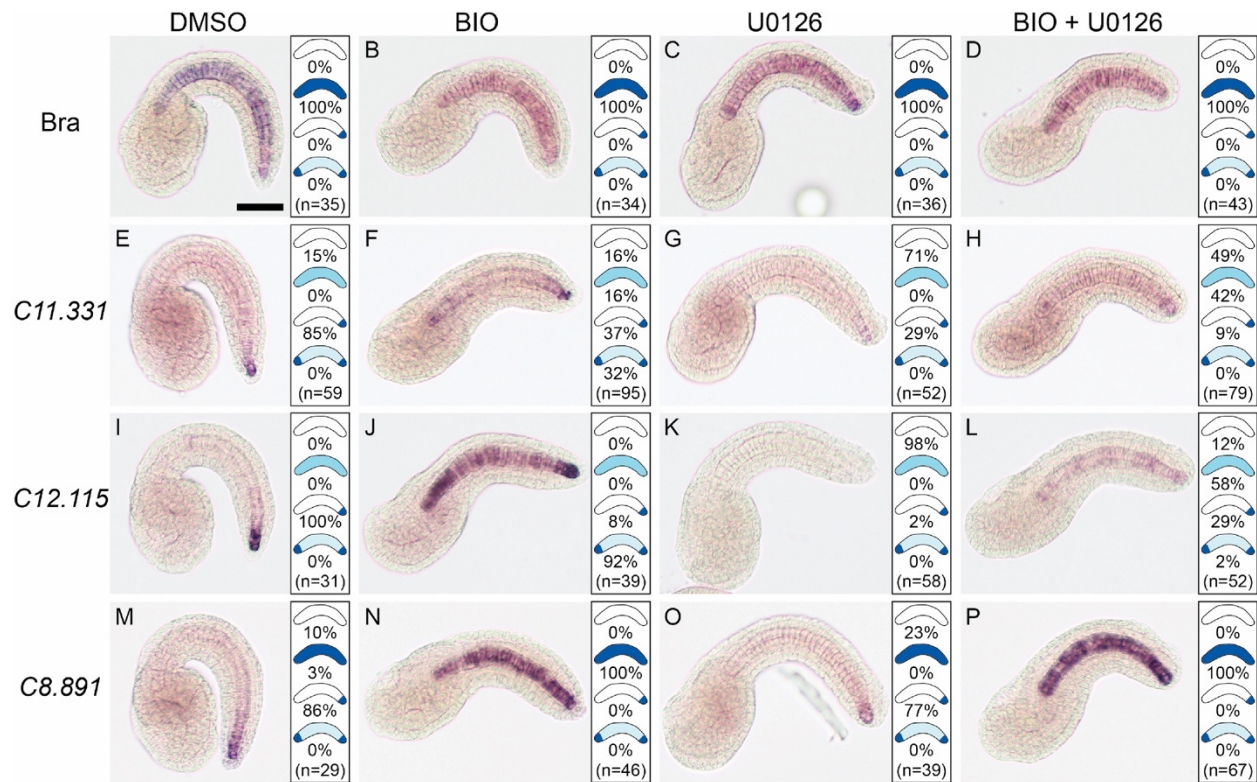 DMSO BIO U0126 BIO + U0126
Bra
B C D
0% 0% 0% 0%
100% 100% 100% 100%
0% 0% 0% 0%
0% 0% 0% 0%
(n=35) (n=34) (n=36) (n=43)
C11.331
E F G H
15% 16% 71% 49%
0% 16% 0% 42%
85% 37% 29% 9%
0% 32% 0% 0%
(n=59 (n=95) (n=52) (n=79)
C12.115
I J K L
0% 0% 98% 12%
0% 0% 0% 58%
100% 8% 2% 29%
0% 92% 0% 2%
(n=31) (n=39) (n=58) (n=52)
C8.891
M N O P
10% 0% 23% 0%
3% 100% 0% 100%
86% 0% 77% 0%
0% 0% 0% 0%
(n=29) (n=46) (n=39) (n=67)